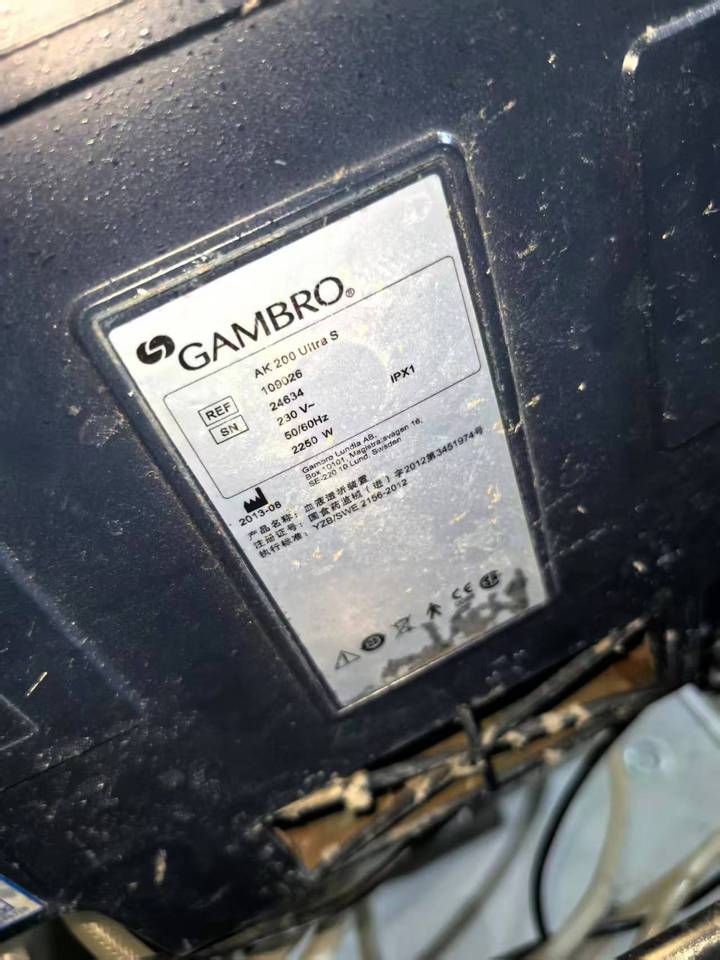 GAMBRO®
AK 200 Ultra S
REF 109026
SN 24634
230 V~ IPX1
50/60Hz
2250 W
Gambro Lundia AB,
Box 10101, Magistratsvägen 16,
SE-220 10 Lund, Sweden
2013-08
产品名称：血液透析装置
注册证号：国食药监械（进）字2012第3451974号
执行标准：YZB/SWE 2156-2012
CE